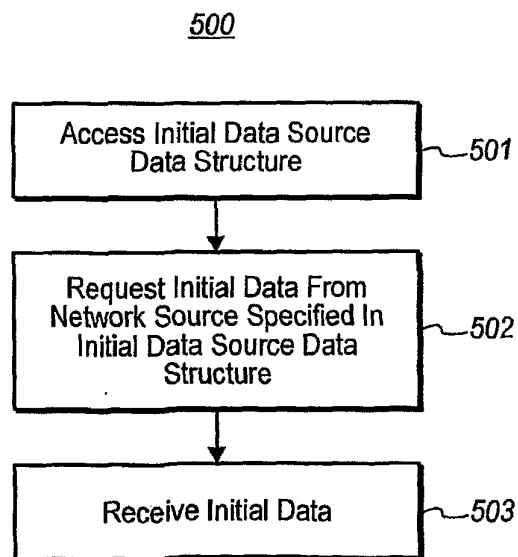 500
Access Initial Data Source
Data Structure
501
Request Initial Data From
Network Source Specified In
Initial Data Source Data
Structure
502
Receive Initial Data
503